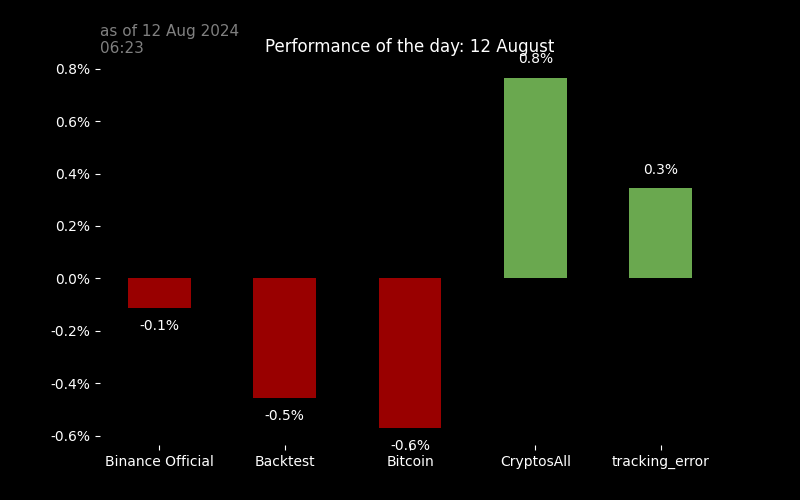 as of 12 Aug 2024
06:23
Performance of the day: 12 August
0.8%
0.8%
0.6%
0.4%
0.3%
0.2%
0.0%
-0.2%
-0.1%
-0.4%
-0.5%
-0.6%
-0.6%
Binance Official
Backtest
Bitcoin
CryptosAll
tracking_error